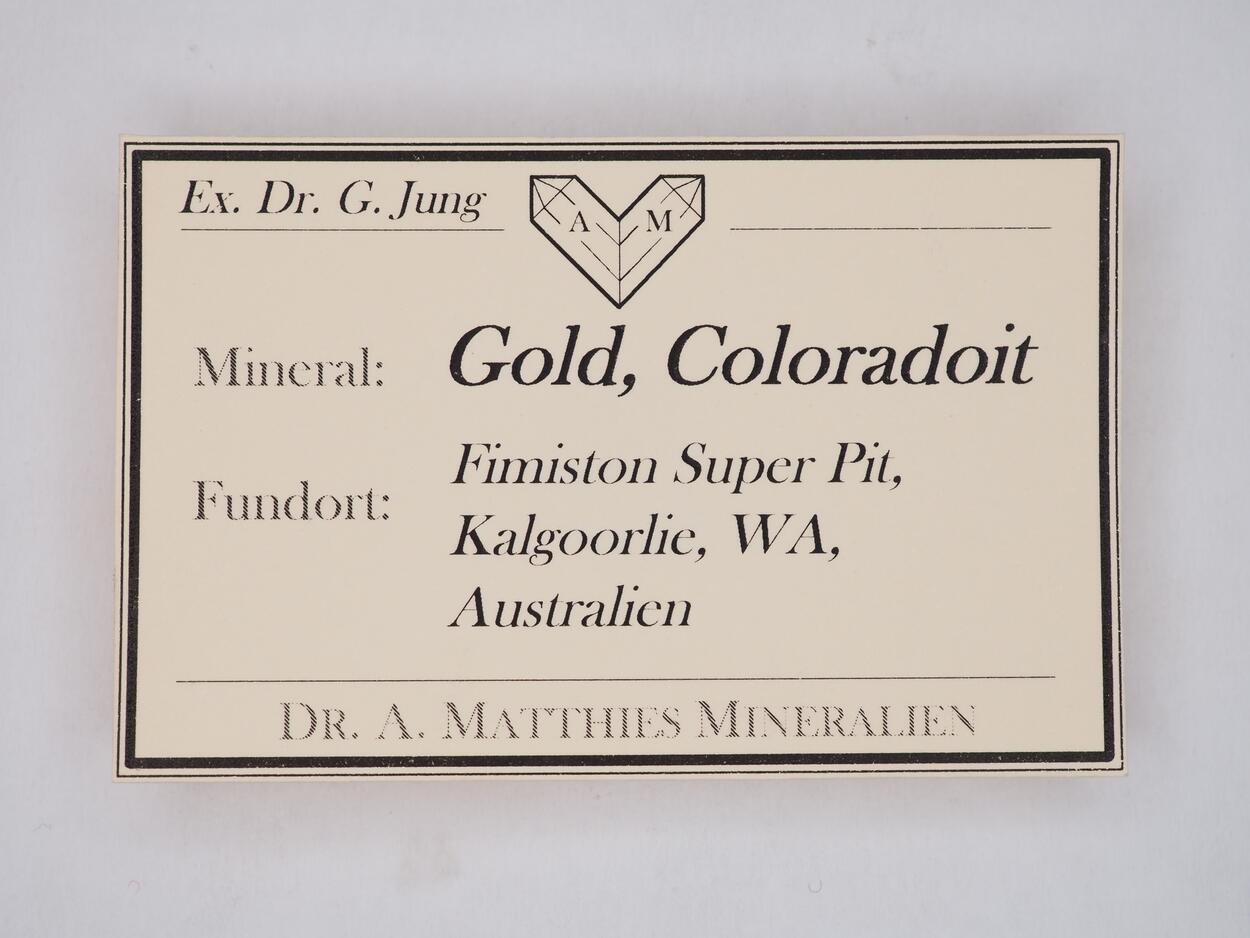 Ex. Dr. G. Jung
A M
Mineral: Gold, Coloradoit
Fundort: Fimiston Super Pit,
Kalgoorlie, WA,
Australien
DR. A. MATTHIES MINERALIEN